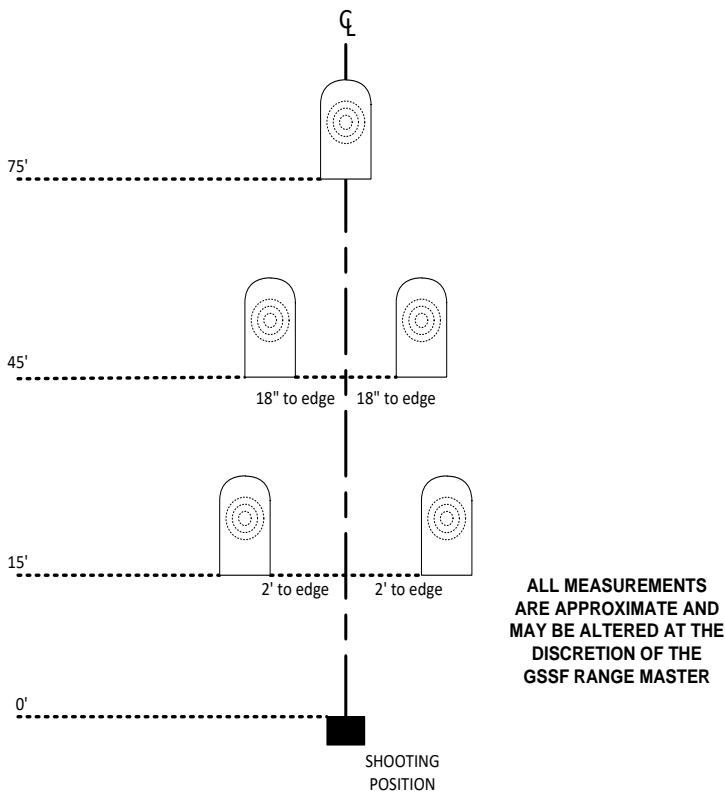 ℄
75'
45'
18" to edge 18" to edge
15'
2' to edge 2' to edge
ALL MEASUREMENTS
ARE APPROXIMATE AND
MAY BE ALTERED AT THE
DISCRETION OF THE
GSSF RANGE MASTER
0'
SHOOTING
POSITION